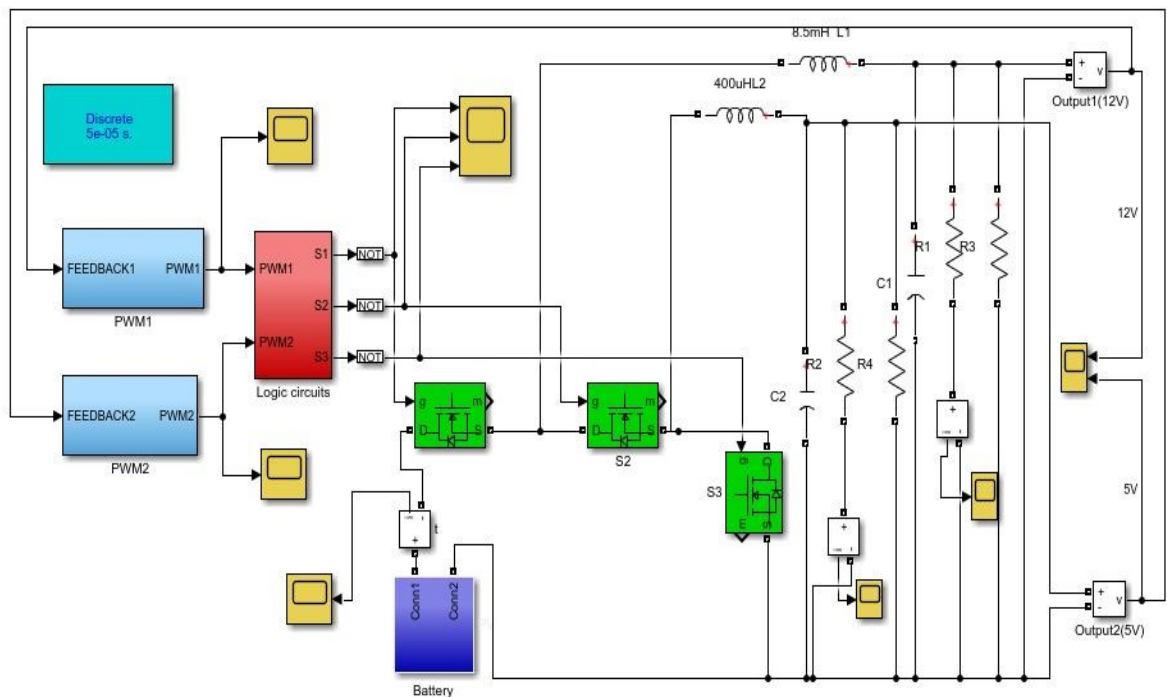 8.5mH L1
400uHL2
Discrete
5e-05 s.
+
-
v
Output1(12V)
12V
FEEDBACK1
PWM1
PWM1
PWM1
PWM2
S1
S2
S3
NOT
NOT
NOT
Logic circuits
FEEDBACK2
PWM2
PWM2
g
m
D
S
g
m
D
S
S2
S3
g
D
m
S
R1
R3
C1
R2
R4
C2
5V
t
+
Conn1
Conn2
Battery
+
-
v
Output2(5V)